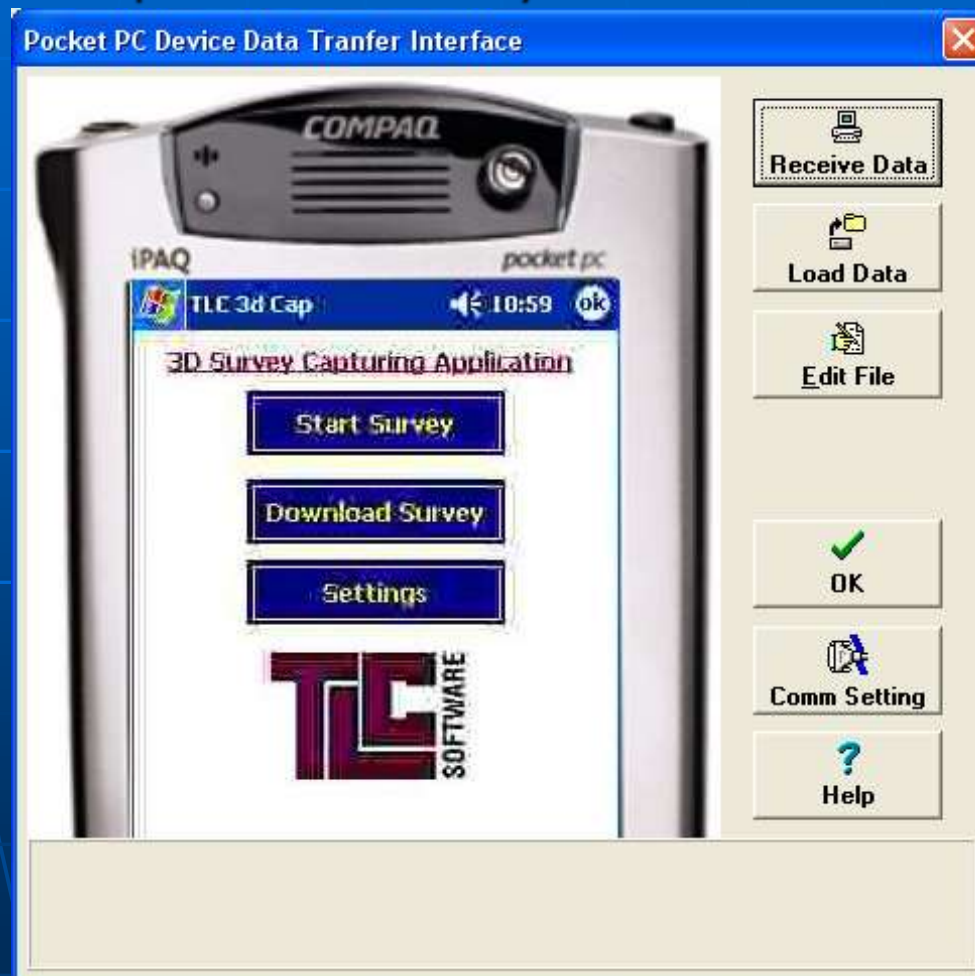 Pocket PC Device Data Tranfer Interface
COMPAQ
iPAQ
pocket pc
TLC 3d Cap
10:59
ok
3D Survey Capturing Application
Start Survey
Download Survey
Settings
TLC
SOFTWARE
Receive Data
Load Data
Edit File
OK
Comm Setting
Help